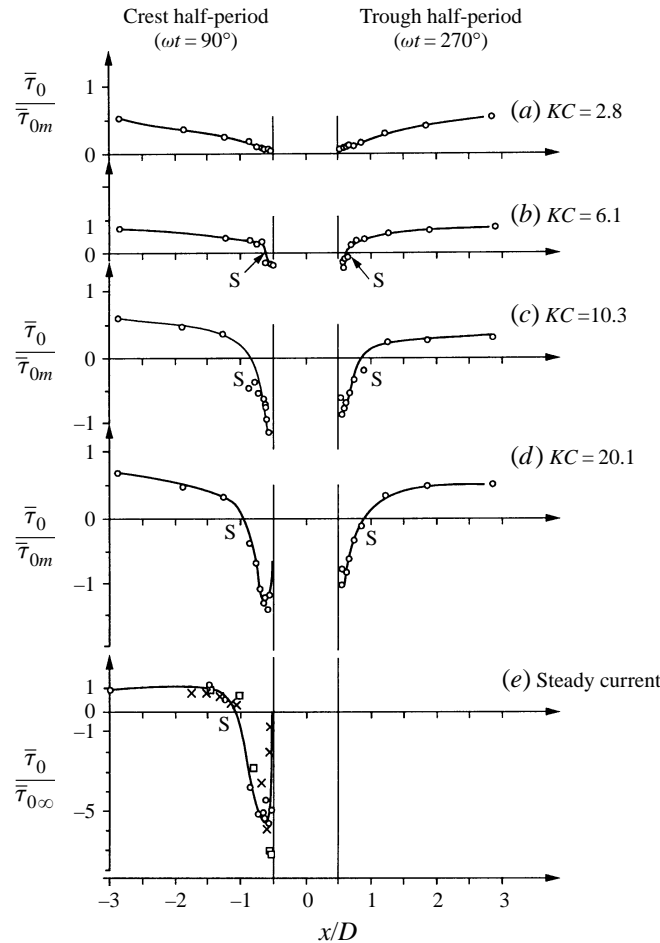 Crest half-period Trough half-period
(ωt = 90°) (ωt = 270°)
τ̄0 / τ̄0m
1
0
(a) KC = 2.8
1
0
S S
(b) KC = 6.1
τ̄0 / τ̄0m
1
0
−1
S S
(c) KC = 10.3
τ̄0 / τ̄0m
1
0
−1
S S
(d) KC = 20.1
τ̄0 / τ̄0∞
1
0
−1
−5
S
(e) Steady current
−3 −2 −1 0 1 2 3
x/D